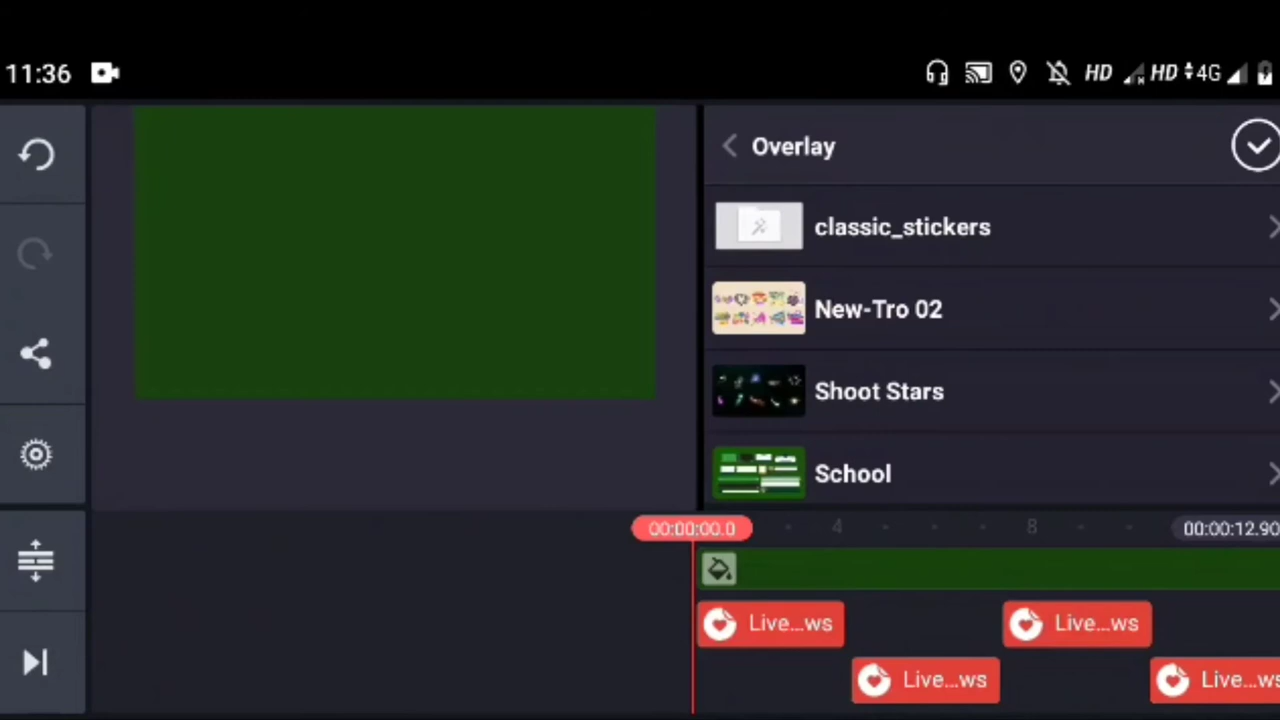 11:36
HD HD 4G
Overlay
classic_stickers
New-Tro 02
Shoot Stars
School
00:00:00.0 4 8 00:00:12.90
Live...ws Live...ws
Live...ws Live...ws